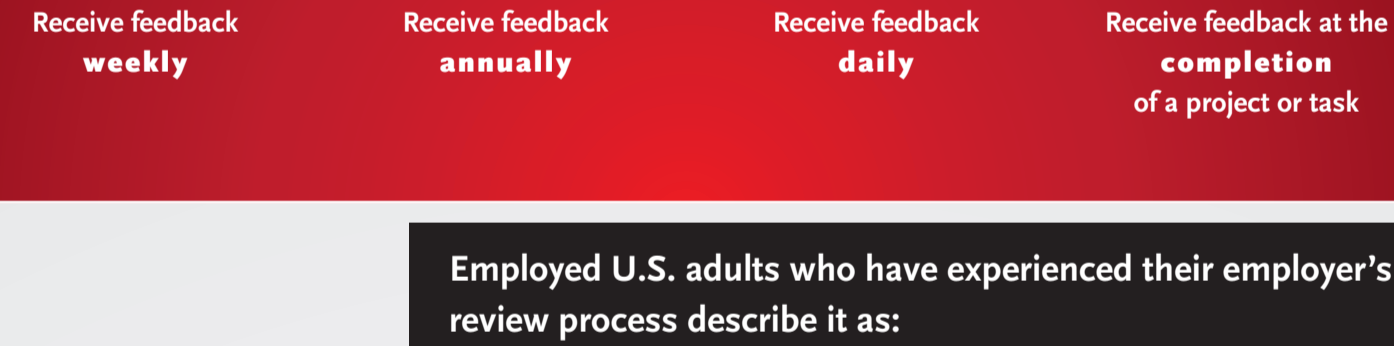 Receive feedback
weekly
Receive feedback
annually
Receive feedback
daily
Receive feedback at the
completion
of a project or task
Employed U.S. adults who have experienced their employer’s
review process describe it as: